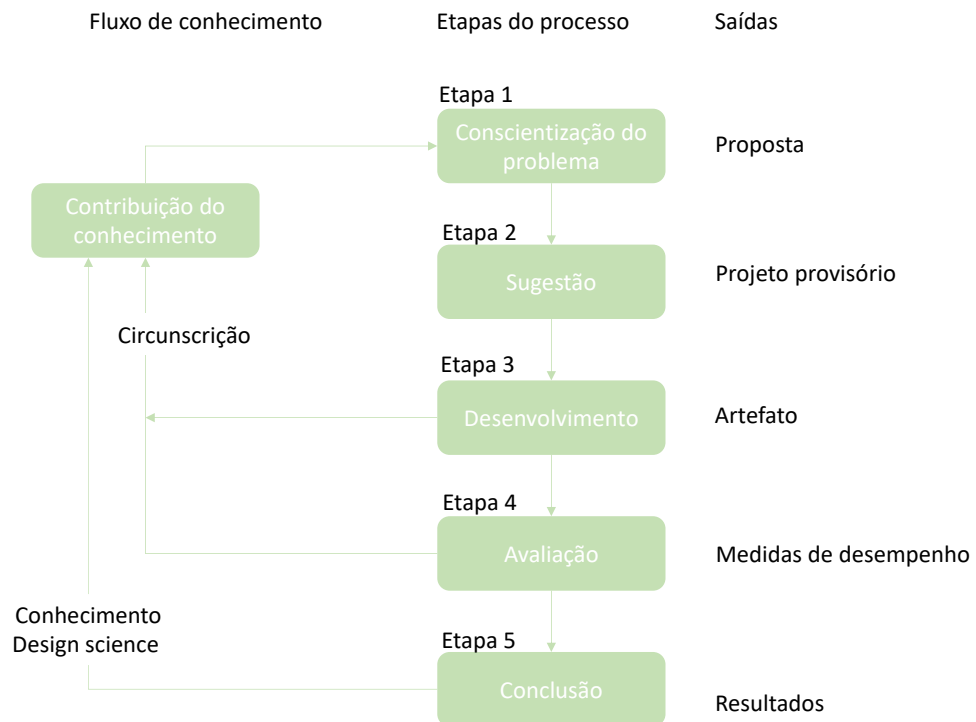 Fluxo de conhecimento
Etapas do processo
Saídas
Etapa 1
Conscientização do
problema
Proposta
Contribuição do
conhecimento
Etapa 2
Sugestão
Projeto provisório
Circunscrição
Etapa 3
Desenvolvimento
Artefato
Etapa 4
Avaliação
Medidas de desempenho
Conhecimento
Design science
Etapa 5
Conclusão
Resultados